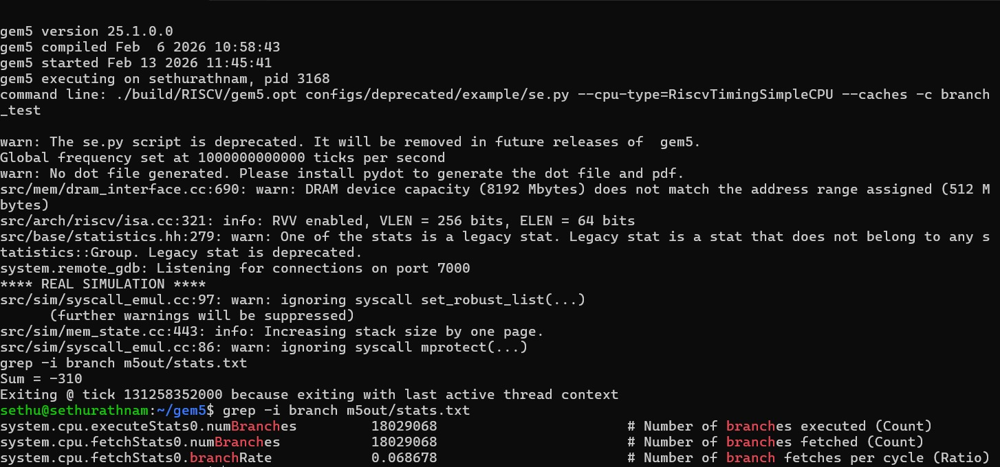 gem5 version 25.1.0.0
gem5 compiled Feb  6 2026 10:58:43
gem5 started Feb 13 2026 11:45:41
gem5 executing on sethurathnam, pid 3168
command line: ./build/RISCV/gem5.opt configs/deprecated/example/se.py --cpu-type=RiscvTimingSimpleCPU --caches -c branch
_test
warn: The se.py script is deprecated. It will be removed in future releases of  gem5.
Global frequency set at 1000000000000 ticks per second
warn: No dot file generated. Please install pydot to generate the dot file and pdf.
src/mem/dram_interface.cc:690: warn: DRAM device capacity (8192 Mbytes) does not match the address range assigned (512 M
bytes)
src/arch/riscv/isa.cc:321: info: RVV enabled, VLEN = 256 bits, ELEN = 64 bits
src/base/statistics.hh:279: warn: One of the stats is a legacy stat. Legacy stat is a stat that does not belong to any s
tatistics::Group. Legacy stat is deprecated.
system.remote_gdb: Listening for connections on port 7000
**** REAL SIMULATION ****
src/sim/syscall_emul.cc:97: warn: ignoring syscall set_robust_list(...)
      (further warnings will be suppressed)
src/sim/mem_state.cc:443: info: Increasing stack size by one page.
src/sim/syscall_emul.cc:86: warn: ignoring syscall mprotect(...)
grep -i branch m5out/stats.txt
Sum = -310
Exiting @ tick 131258352000 because exiting with last active thread context
sethu@sethurathnam:~/gem5$ grep -i branch m5out/stats.txt
system.cpu.executeStats0.numBranches         18029068                       # Number of branches executed (Count)
system.cpu.fetchStats0.numBranches           18029068                       # Number of branches fetched (Count)
system.cpu.fetchStats0.branchRate            0.068678                       # Number of branch fetches per cycle (Ratio)